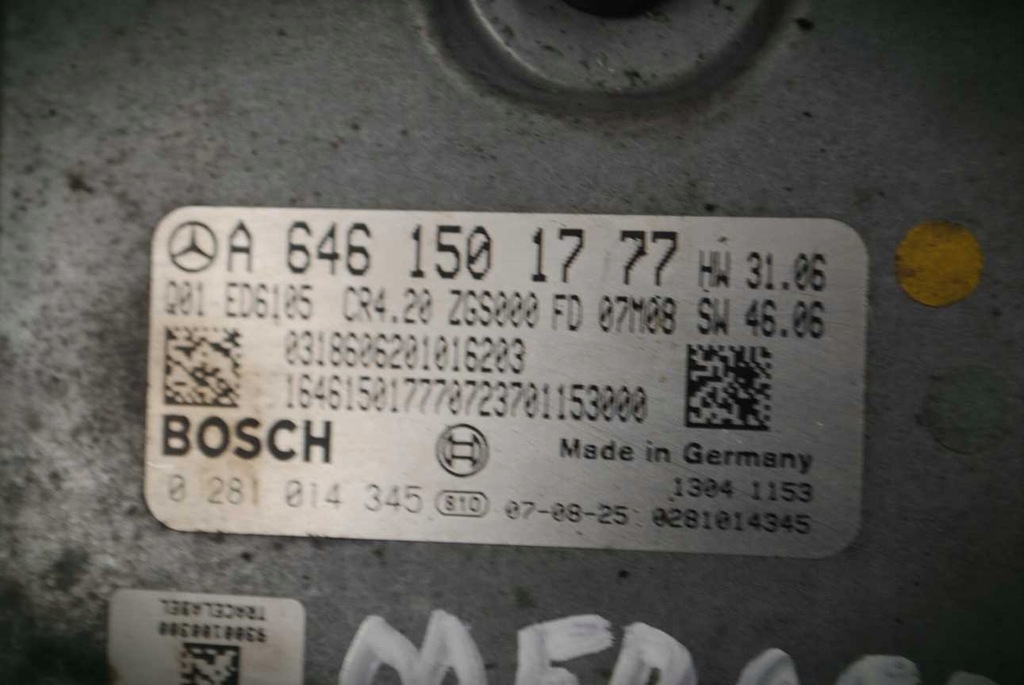 A 646 150 17 77 HW 31.06
Q01 ED6105 CR4.20 ZGS000 FD 07M08 SW 46.06
0318606201016203
164615017770723701153000
BOSCH Made in Germany
1304 1153
0 281 014 345 810 07-08-25 0281014345
TRACELABEL